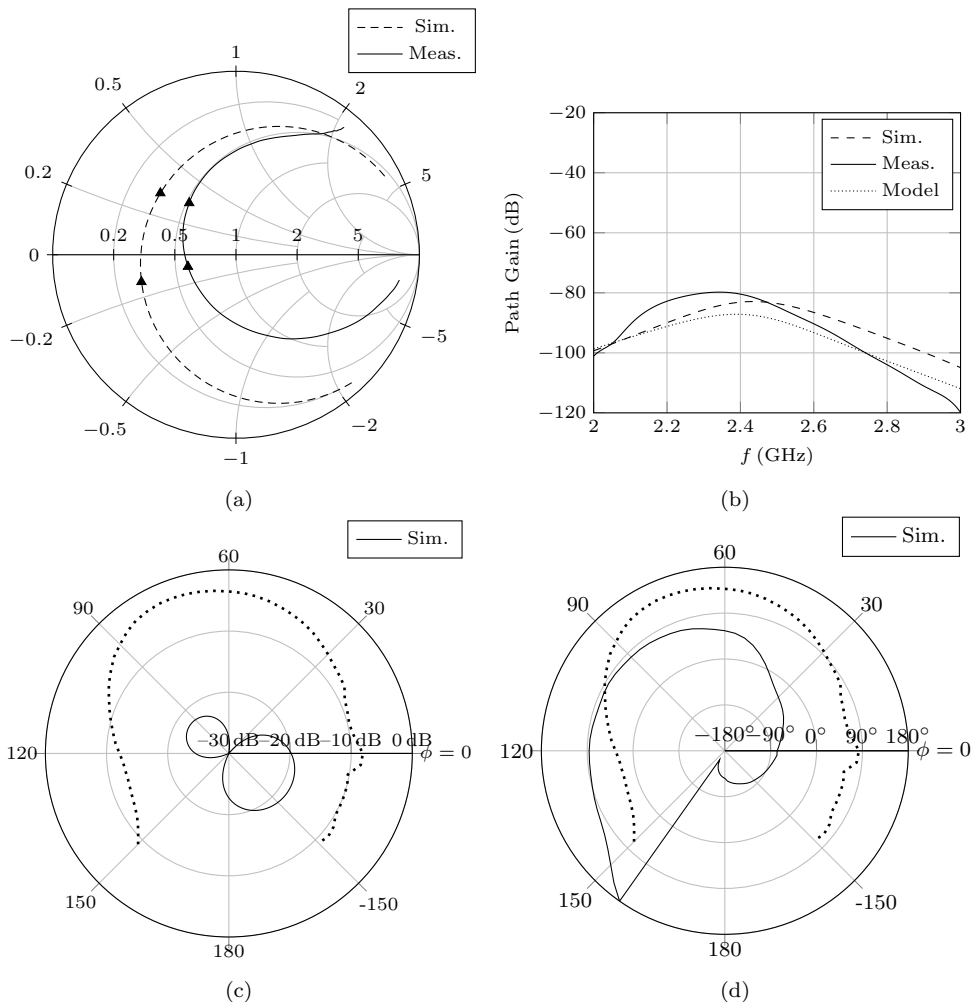 Sim.
Meas.
1
0.5
2
0.2
5
0.2
0.5
1
2
5
0
−0.2
−5
−0.5
−2
−1
(a)
−20
−40
−60
−80
−100
−120
Path Gain (dB)
Sim.
Meas.
Model
2
2.2
2.4
2.6
2.8
3
f (GHz)
(b)
Sim.
60
90
30
−30 dB
−20 dB
−10 dB
0 dB
120
ϕ = 0
150
-150
180
(c)
Sim.
60
90
30
−180°
−90°
0°
90°
180°
120
ϕ = 0
150
-150
180
(d)